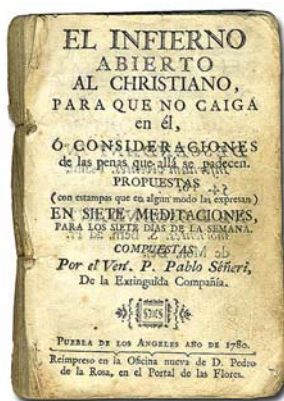 EL INFIERNO
ABIERTO
AL CHRISTIANO,
PARA QUE NO CAIGA
en él,
Ó CONSIDERACIONES
de las penas que allá se padecen.
PROPUESTAS
(con estampas que en algun modo las expresan)
EN SIETE MEDITACIONES,
PARA LOS SIETE DIAS DE LA SEMANA.
COMPUESTAS
Por el Ven. P. Pablo Séñeri,
De la Extinguida Compañia.
PUEBLA DE LOS ANGELES AÑO DE 1780.
Reimpreso en la Oficina nueva de D. Pedro
de la Rosa, en el Portal de las Flores.